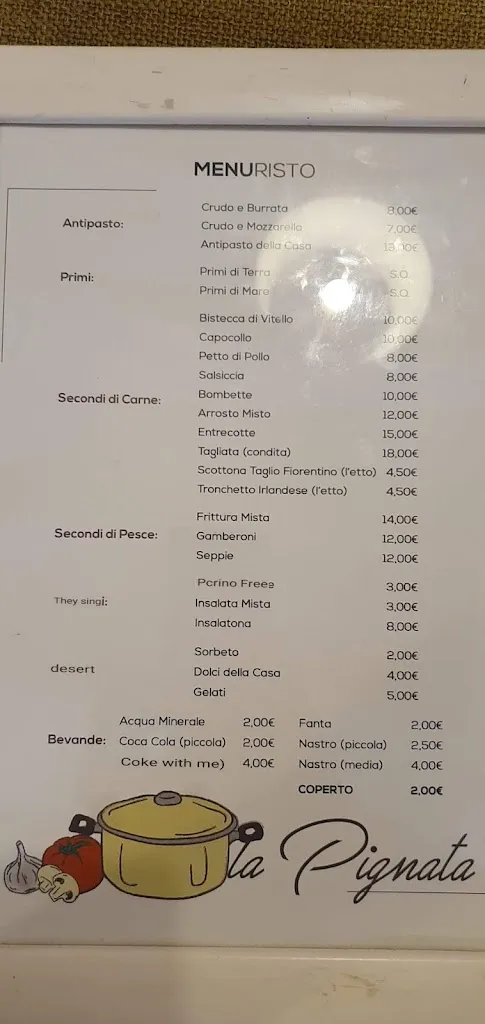 MENURISTO
Antipasto:
Crudo e Burrata 8,00€
Crudo e Mozzarella 7,00€
Antipasto della Casa 13,00€
Primi:
Primi di Terra S.Q.
Primi di Mare S.Q.
Secondi di Carne:
Bistecca di Vitello 10,00€
Capocollo 10,00€
Petto di Pollo 8,00€
Salsiccia 8,00€
Bombette 10,00€
Arrosto Misto 12,00€
Entrecotte 15,00€
Tagliata (condita) 18,00€
Scottona Taglio Fiorentino (l'etto) 4,50€
Tronchetto Irlandese (l'etto) 4,50€
Secondi di Pesce:
Frittura Mista 14,00€
Gamberoni 12,00€
Seppie 12,00€
They singi:
Pcrino Freee 3,00€
Insalata Mista 3,00€
Insalatona 8,00€
desert
Sorbeto 2,00€
Dolci della Casa 4,00€
Gelati 5,00€
Bevande:
Acqua Minerale 2,00€ Fanta 2,00€
Coca Cola (piccola) 2,00€ Nastro (piccola) 2,50€
Coke with me) 4,00€ Nastro (media) 4,00€
COPERTO 2,00€
la Pignata